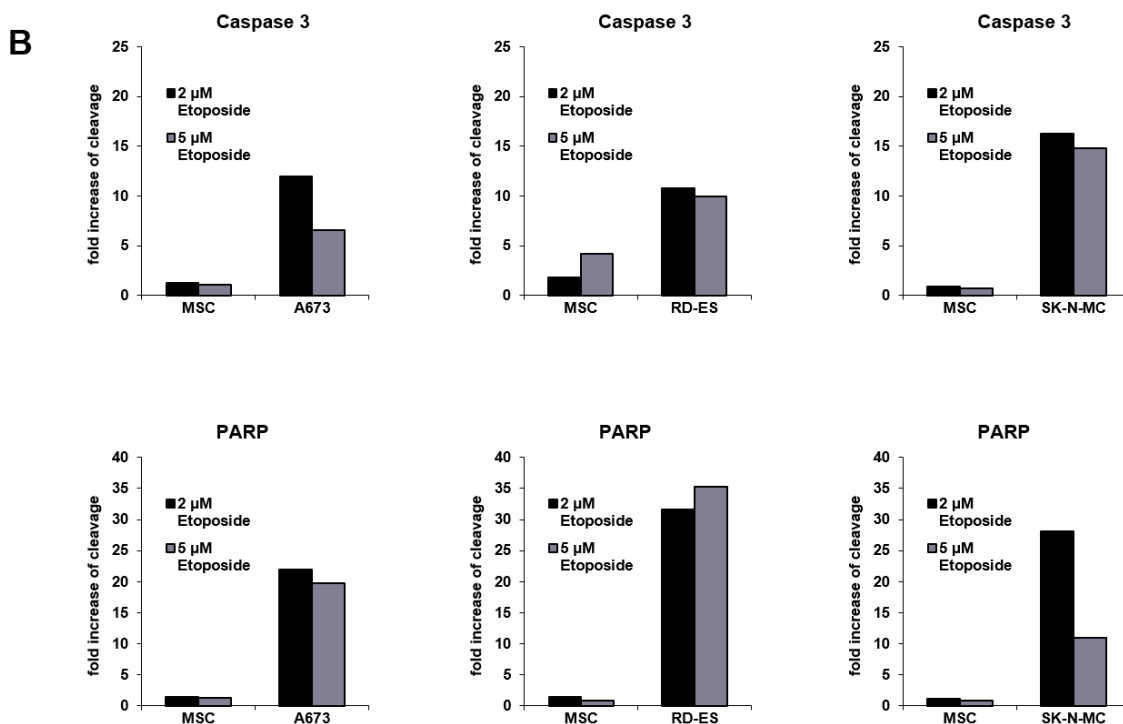 B
Caspase 3
fold increase of cleavage
25
20
15
10
5
0
2 µM
Etoposide
5 µM
Etoposide
MSC
A673
Caspase 3
fold increase of cleavage
25
20
15
10
5
0
2 µM
Etoposide
5 µM
Etoposide
MSC
RD-ES
Caspase 3
fold increase of cleavage
25
20
15
10
5
0
2 µM
Etoposide
5 µM
Etoposide
MSC
SK-N-MC
PARP
fold increase of cleavage
40
35
30
25
20
15
10
5
0
2 µM
Etoposide
5 µM
Etoposide
MSC
A673
PARP
fold increase of cleavage
40
35
30
25
20
15
10
5
0
2 µM
Etoposide
5 µM
Etoposide
MSC
RD-ES
PARP
fold increase of cleavage
40
35
30
25
20
15
10
5
0
2 µM
Etoposide
5 µM
Etoposide
MSC
SK-N-MC